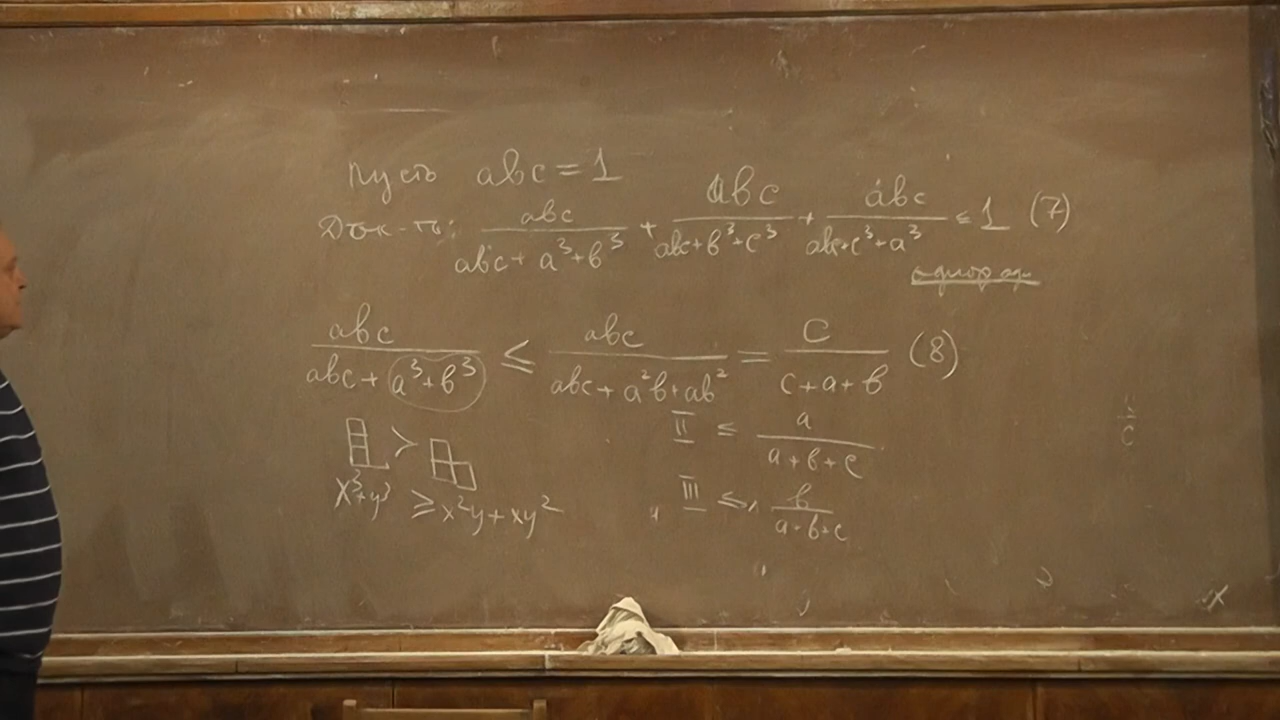 Пусть abc = 1
Док-ть: abc/(abc + a³ + b³) + abc/(abc + b³ + c³) + abc/(abc + c³ + a³) ≤ 1 (7)
однород
abc/(abc + a³ + b³) ≤ abc/(abc + a²b + ab²) = c/(c + a + b) (8)
II ≤ a/(a + b + c)
x³ + y³ ≥ x²y + xy²
и III ≤ b/(a + b + c)